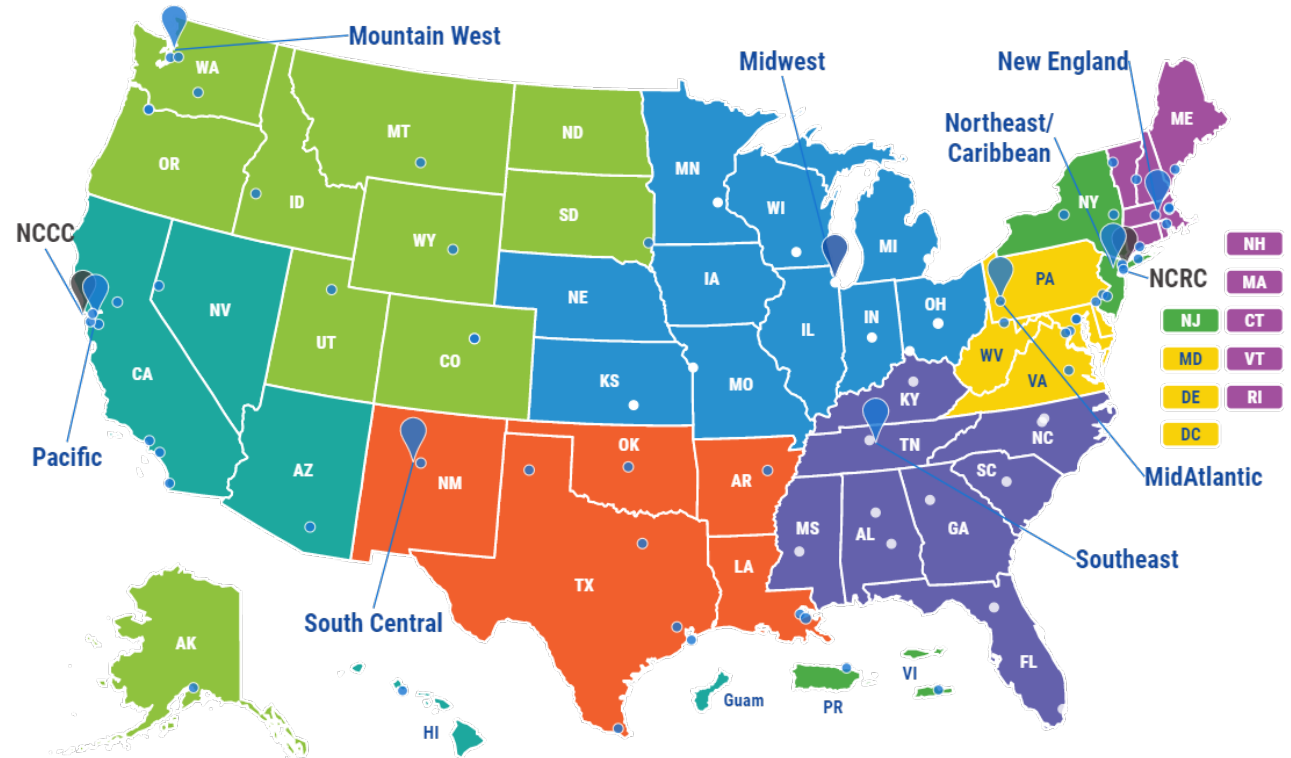 Mountain West
Midwest
New England
Northeast/
Caribbean
WA
MT
ND
MN
ME
OR
ID
SD
WI
MI
NY
NCCC
WY
NH
NE
IA
PA
NCRC
MA
NV
UT
CO
IL
IN
OH
NJ
CT
CA
KS
MO
WV
VA
MD
VT
KY
DE
RI
Pacific
AZ
NM
OK
AR
TN
NC
DC
SC
MidAtlantic
MS
AL
GA
TX
LA
Southeast
South Central
AK
FL
HI
Guam
PR
VI